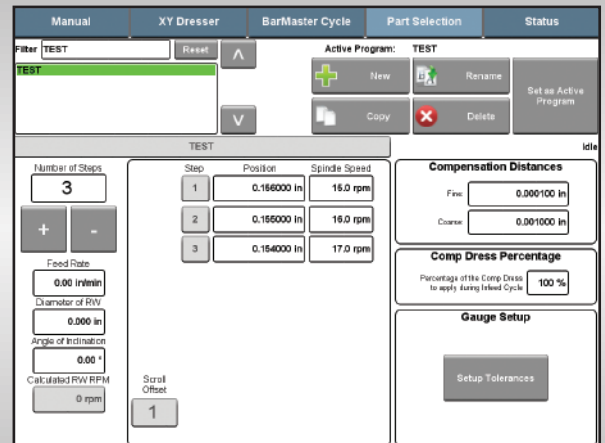 Manual XY Dresser BarMaster Cycle Part Selection Status
Filter TEST Reset Λ Active Program: TEST
TEST
New Rename
Set as Active
Program
V Copy Delete
TEST Idle
Number of Steps
3
+ -
Feed Rate
0.00 in/min
Diameter of RW
0.000 in
Angle of Inclination
0.00 °
Calculated RW RPM
0 rpm
Step Position Spindle Speed
1 0.156000 in 15.0 rpm
2 0.155000 in 16.0 rpm
3 0.154000 in 17.0 rpm
Scroll
Offset
1
Compensation Distances
Fine: 0.000100 in
Coarse: 0.001000 in
Comp Dress Percentage
Percentage of the Comp Dress
to apply during Infeed Cycle 100 %
Gauge Setup
Setup Tolerances